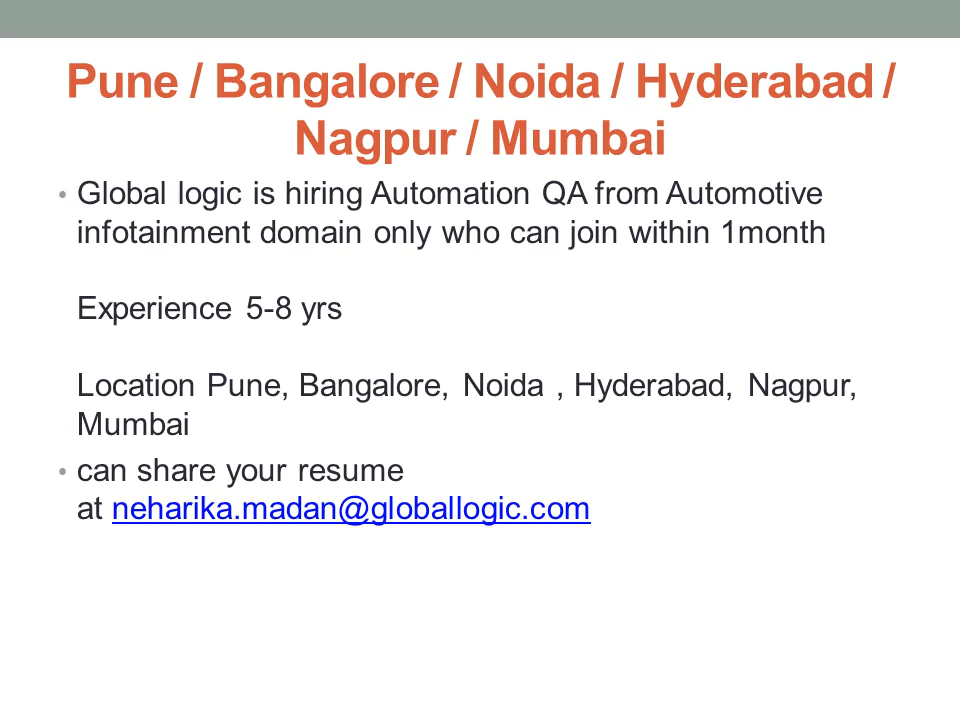 Pune / Bangalore / Noida / Hyderabad /
Nagpur / Mumbai
• Global logic is hiring Automation QA from Automotive
infotainment domain only who can join within 1month
Experience 5-8 yrs
Location Pune, Bangalore, Noida , Hyderabad, Nagpur,
Mumbai
• can share your resume
at neharika.madan@globallogic.com